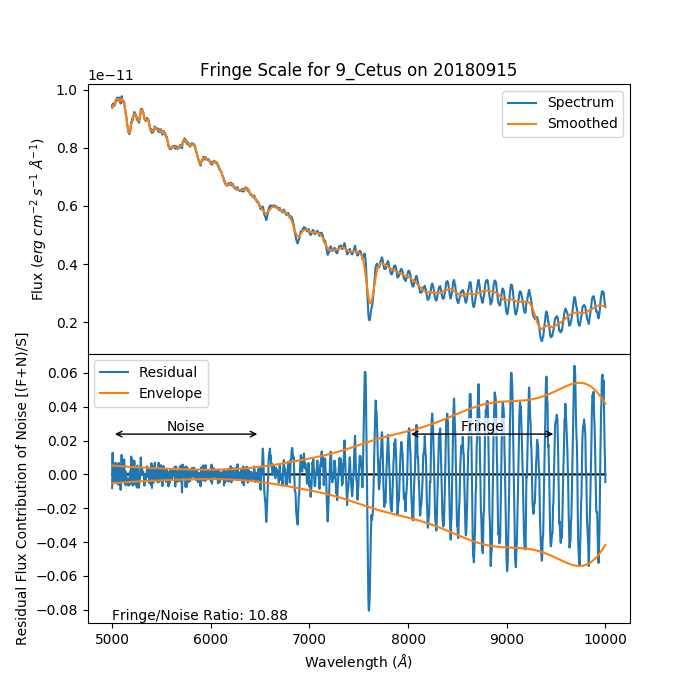 Fringe Scale for 9_Cetus on 20180915
1e−11
1.0
0.8
0.6
0.4
0.2
Flux (erg cm−2 s−1 Å−1)
Spectrum
Smoothed
0.06
0.04
0.02
0.00
−0.02
−0.04
−0.06
−0.08
Residual Flux Contribution of Noise [(F+N)/S]
Residual
Envelope
Noise
Fringe
Fringe/Noise Ratio: 10.88
5000 6000 7000 8000 9000 10000
Wavelength (Å)